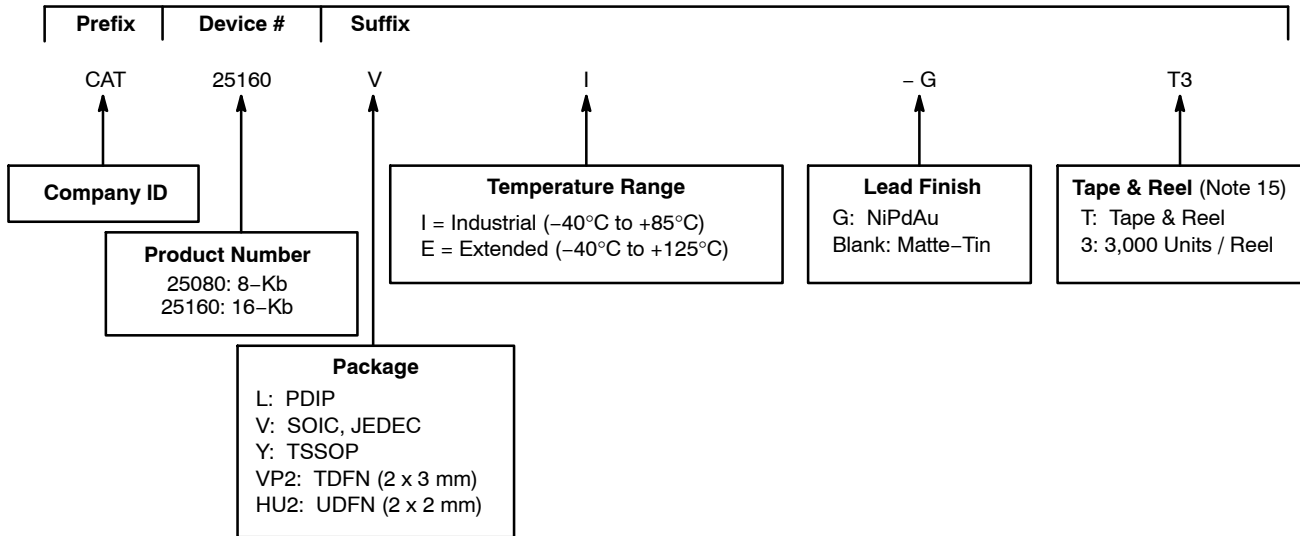 Prefix Device # Suffix
CAT 25160 V I – G T3
Company ID
Product Number
25080: 8−Kb
25160: 16−Kb
Package
L: PDIP
V: SOIC, JEDEC
Y: TSSOP
VP2: TDFN (2 x 3 mm)
HU2: UDFN (2 x 2 mm)
Temperature Range
I = Industrial (−40°C to +85°C)
E = Extended (−40°C to +125°C)
Lead Finish
G: NiPdAu
Blank: Matte−Tin
Tape & Reel (Note 15)
T: Tape & Reel
3: 3,000 Units / Reel